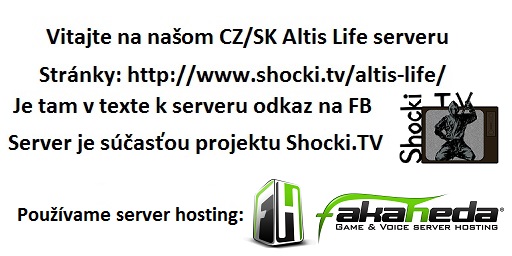 Vitajte na našom CZ/SK Altis Life serveru
Stránky: http://www.shocki.tv/altis-life/
Je tam v texte k serveru odkaz na FB
Shocki TV
Server je súčasťou projektu Shocki.TV
Používame server hosting:
FH fakaheda®
GAME & VOICE SERVER HOSTING